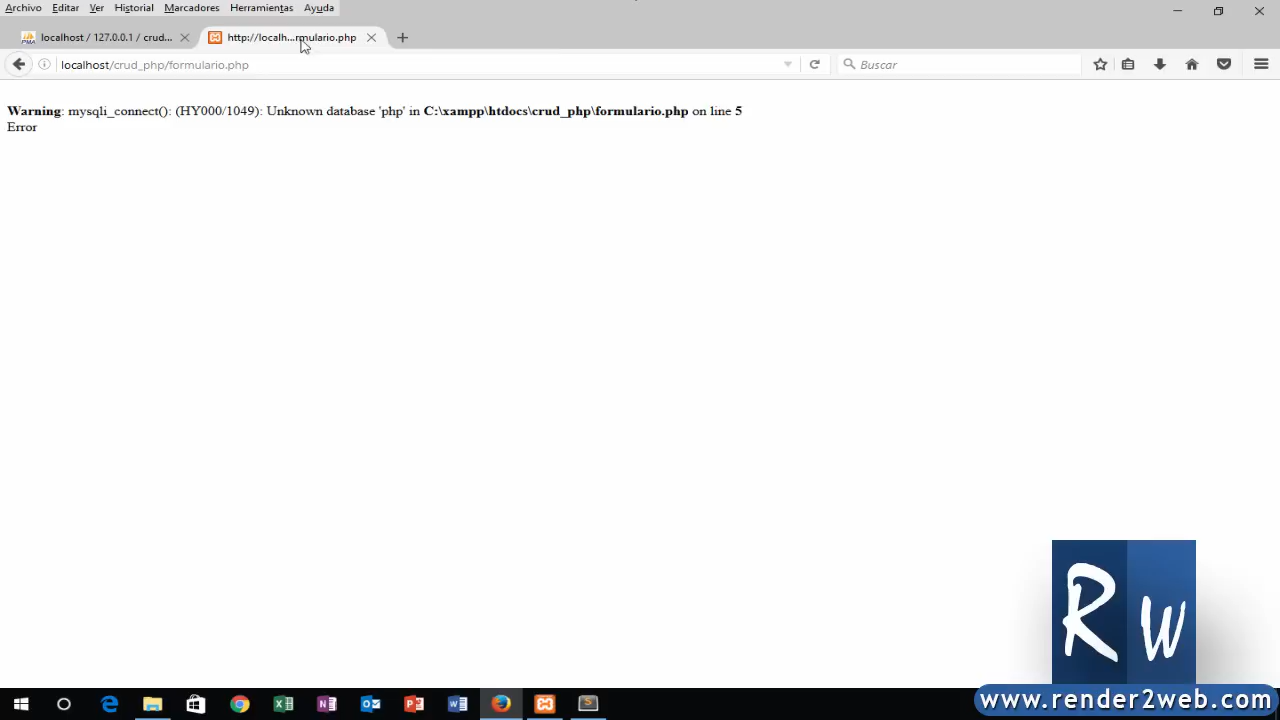 Archivo Editar Ver Historial Marcadores Herramientas Ayuda
localhost / 127.0.0.1 / crud... http://localh...rmulario.php
localhost/crud_php/formulario.php Buscar
Warning: mysqli_connect(): (HY000/1049): Unknown database 'php' in C:\xampp\htdocs\crud_php\formulario.php on line 5
Error
RW
www.render2web.com